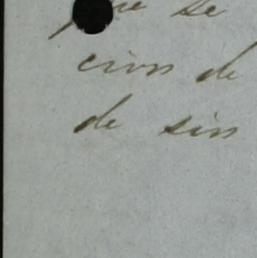 que se
cion de
de sin